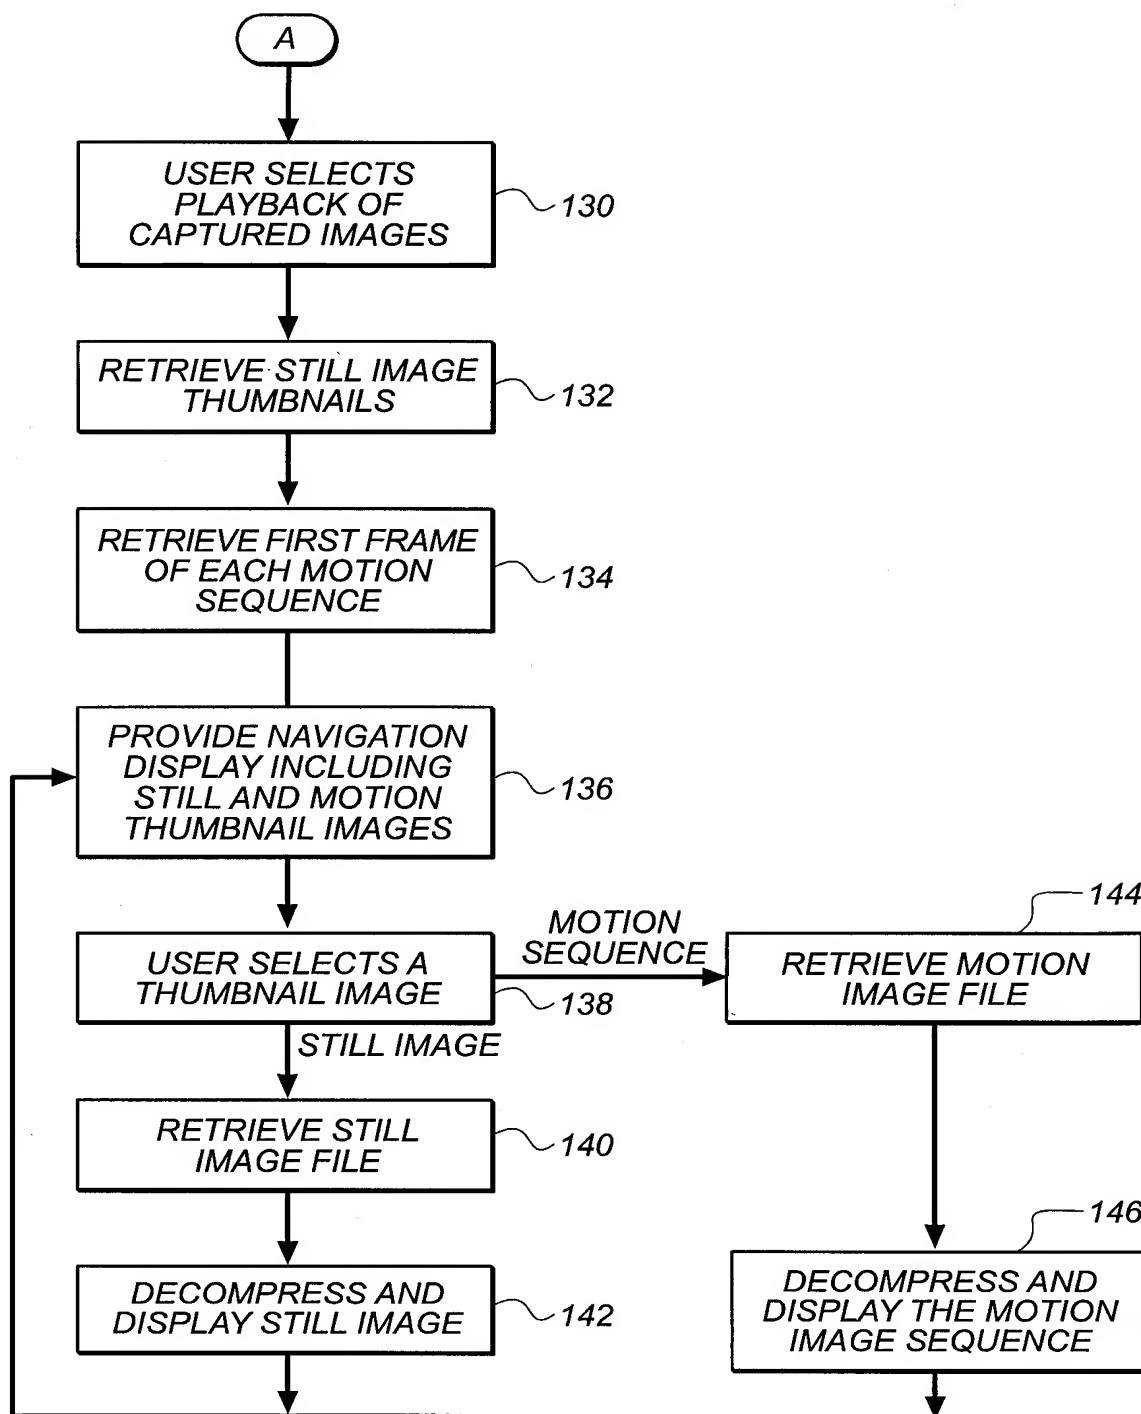 A
USER SELECTS
PLAYBACK OF
CAPTURED IMAGES
130
RETRIEVE STILL IMAGE
THUMBNAILS
132
RETRIEVE FIRST FRAME
OF EACH MOTION
SEQUENCE
134
PROVIDE NAVIGATION
DISPLAY INCLUDING
STILL AND MOTION
THUMBNAIL IMAGES
136
USER SELECTS A
THUMBNAIL IMAGE
138
MOTION
SEQUENCE
144
RETRIEVE MOTION
IMAGE FILE
STILL IMAGE
RETRIEVE STILL
IMAGE FILE
140
DECOMPRESS AND
DISPLAY STILL IMAGE
142
146
DECOMPRESS AND
DISPLAY THE MOTION
IMAGE SEQUENCE